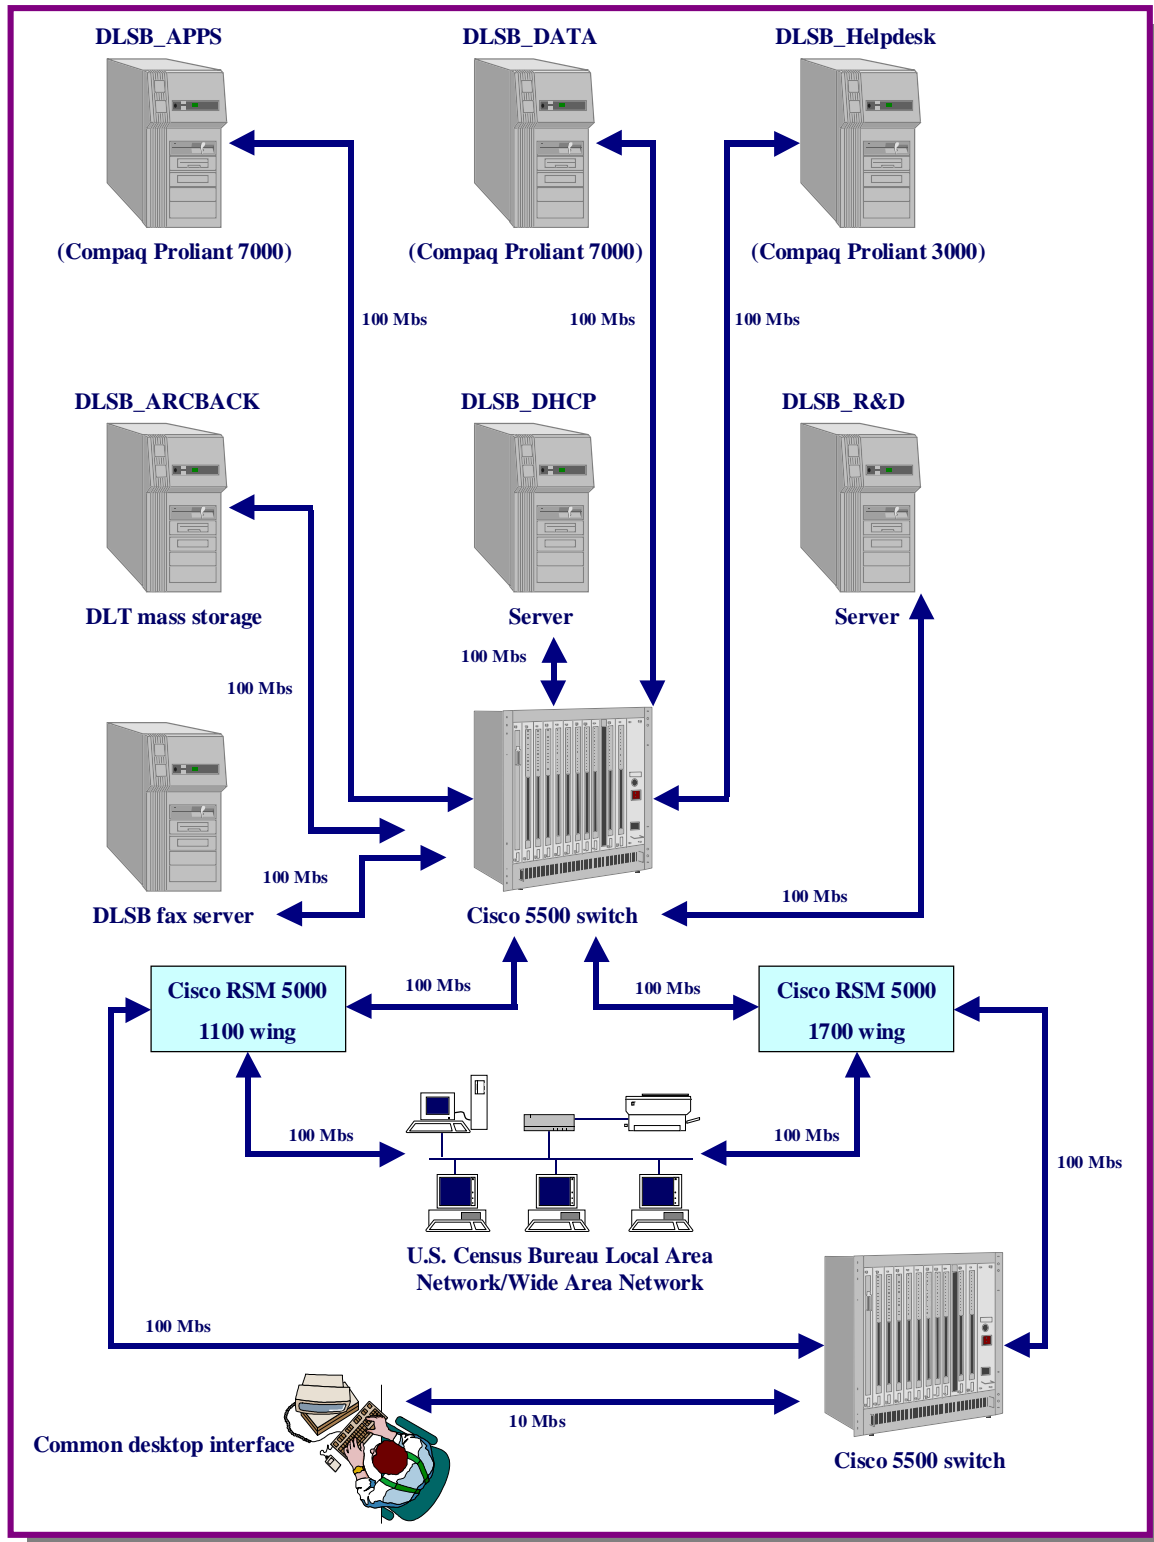 DLSB_APPS
DLSB_DATA
DLSB_Helpdesk
(Compaq Proliant 7000)
(Compaq Proliant 7000)
(Compaq Proliant 3000)
100 Mbs
100 Mbs
100 Mbs
DLSB_ARCBACK
DLSB_DHCP
DLSB_R&D
DLT mass storage
Server
Server
100 Mbs
100 Mbs
100 Mbs
100 Mbs
DLSB fax server
Cisco 5500 switch
Cisco RSM 5000
1100 wing
100 Mbs
100 Mbs
Cisco RSM 5000
1700 wing
100 Mbs
100 Mbs
100 Mbs
U.S. Census Bureau Local Area
Network/Wide Area Network
100 Mbs
10 Mbs
Common desktop interface
Cisco 5500 switch